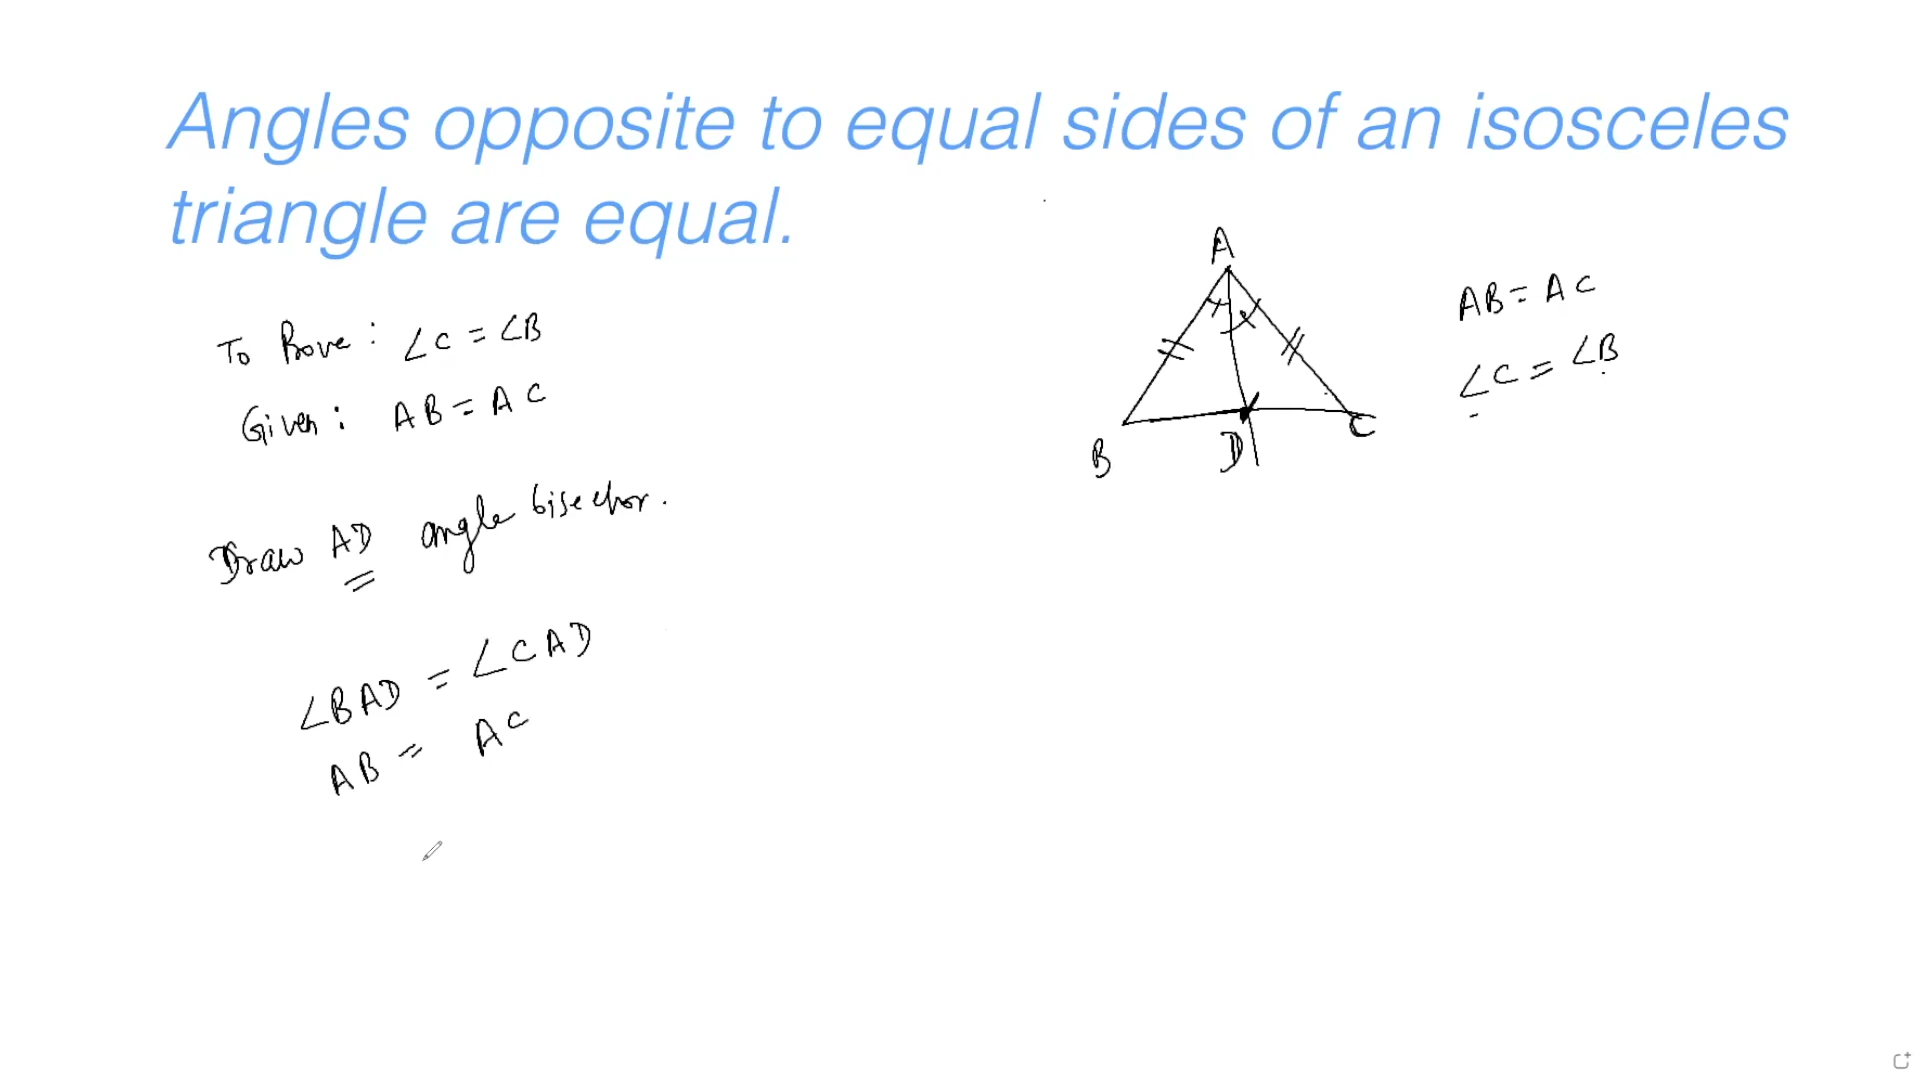 Angles opposite to equal sides of an isosceles
triangle are equal.
To Prove: ∠C = ∠B
Given: AB = AC
Draw AD angle bisector.
∠BAD = ∠CAD
AB = AC
A
B
D
C
AB = AC
∠C = ∠B